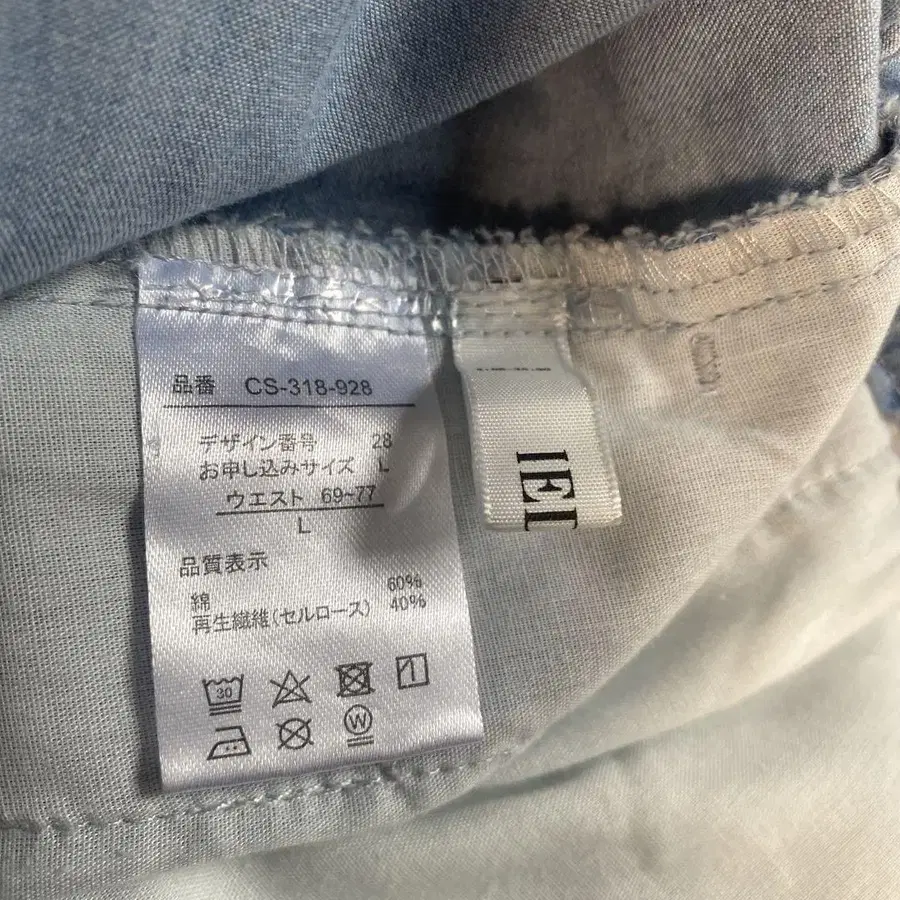 品番 CS-318-928
デザイン番号 28
お申し込みサイズ L
ウエスト 69~77
L
品質表示
綿 60%
再生繊維(セルロース) 40%
30
W
IEI